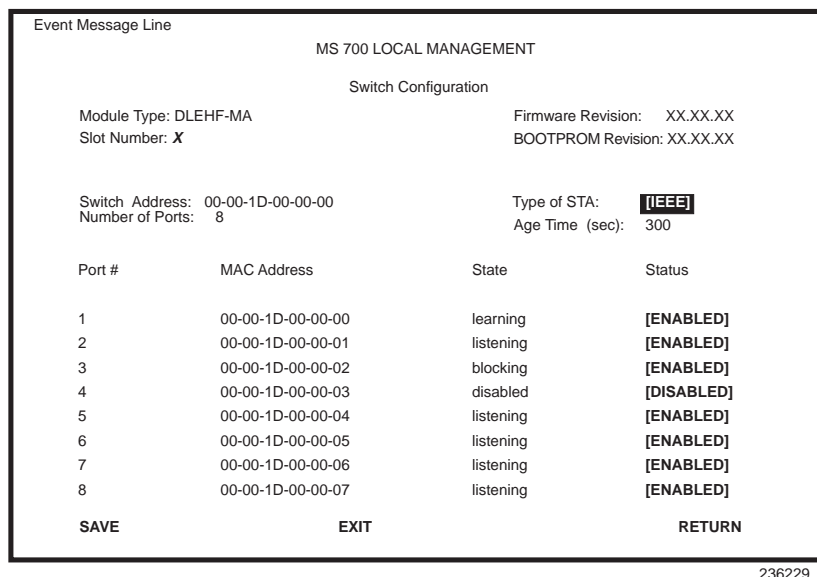 Event Message Line
MS 700 LOCAL MANAGEMENT
Switch Configuration
Module Type: DLEHF-MA Firmware Revision: XX.XX.XX
Slot Number: X BOOTPROM Revision: XX.XX.XX
Switch Address: 00-00-1D-00-00-00 Type of STA: [IEEE]
Number of Ports: 8 Age Time (sec): 300
Port # MAC Address State Status
1 00-00-1D-00-00-00 learning [ENABLED]
2 00-00-1D-00-00-01 listening [ENABLED]
3 00-00-1D-00-00-02 blocking [ENABLED]
4 00-00-1D-00-00-03 disabled [DISABLED]
5 00-00-1D-00-00-04 listening [ENABLED]
6 00-00-1D-00-00-05 listening [ENABLED]
7 00-00-1D-00-00-06 listening [ENABLED]
8 00-00-1D-00-00-07 listening [ENABLED]
SAVE EXIT RETURN
236229